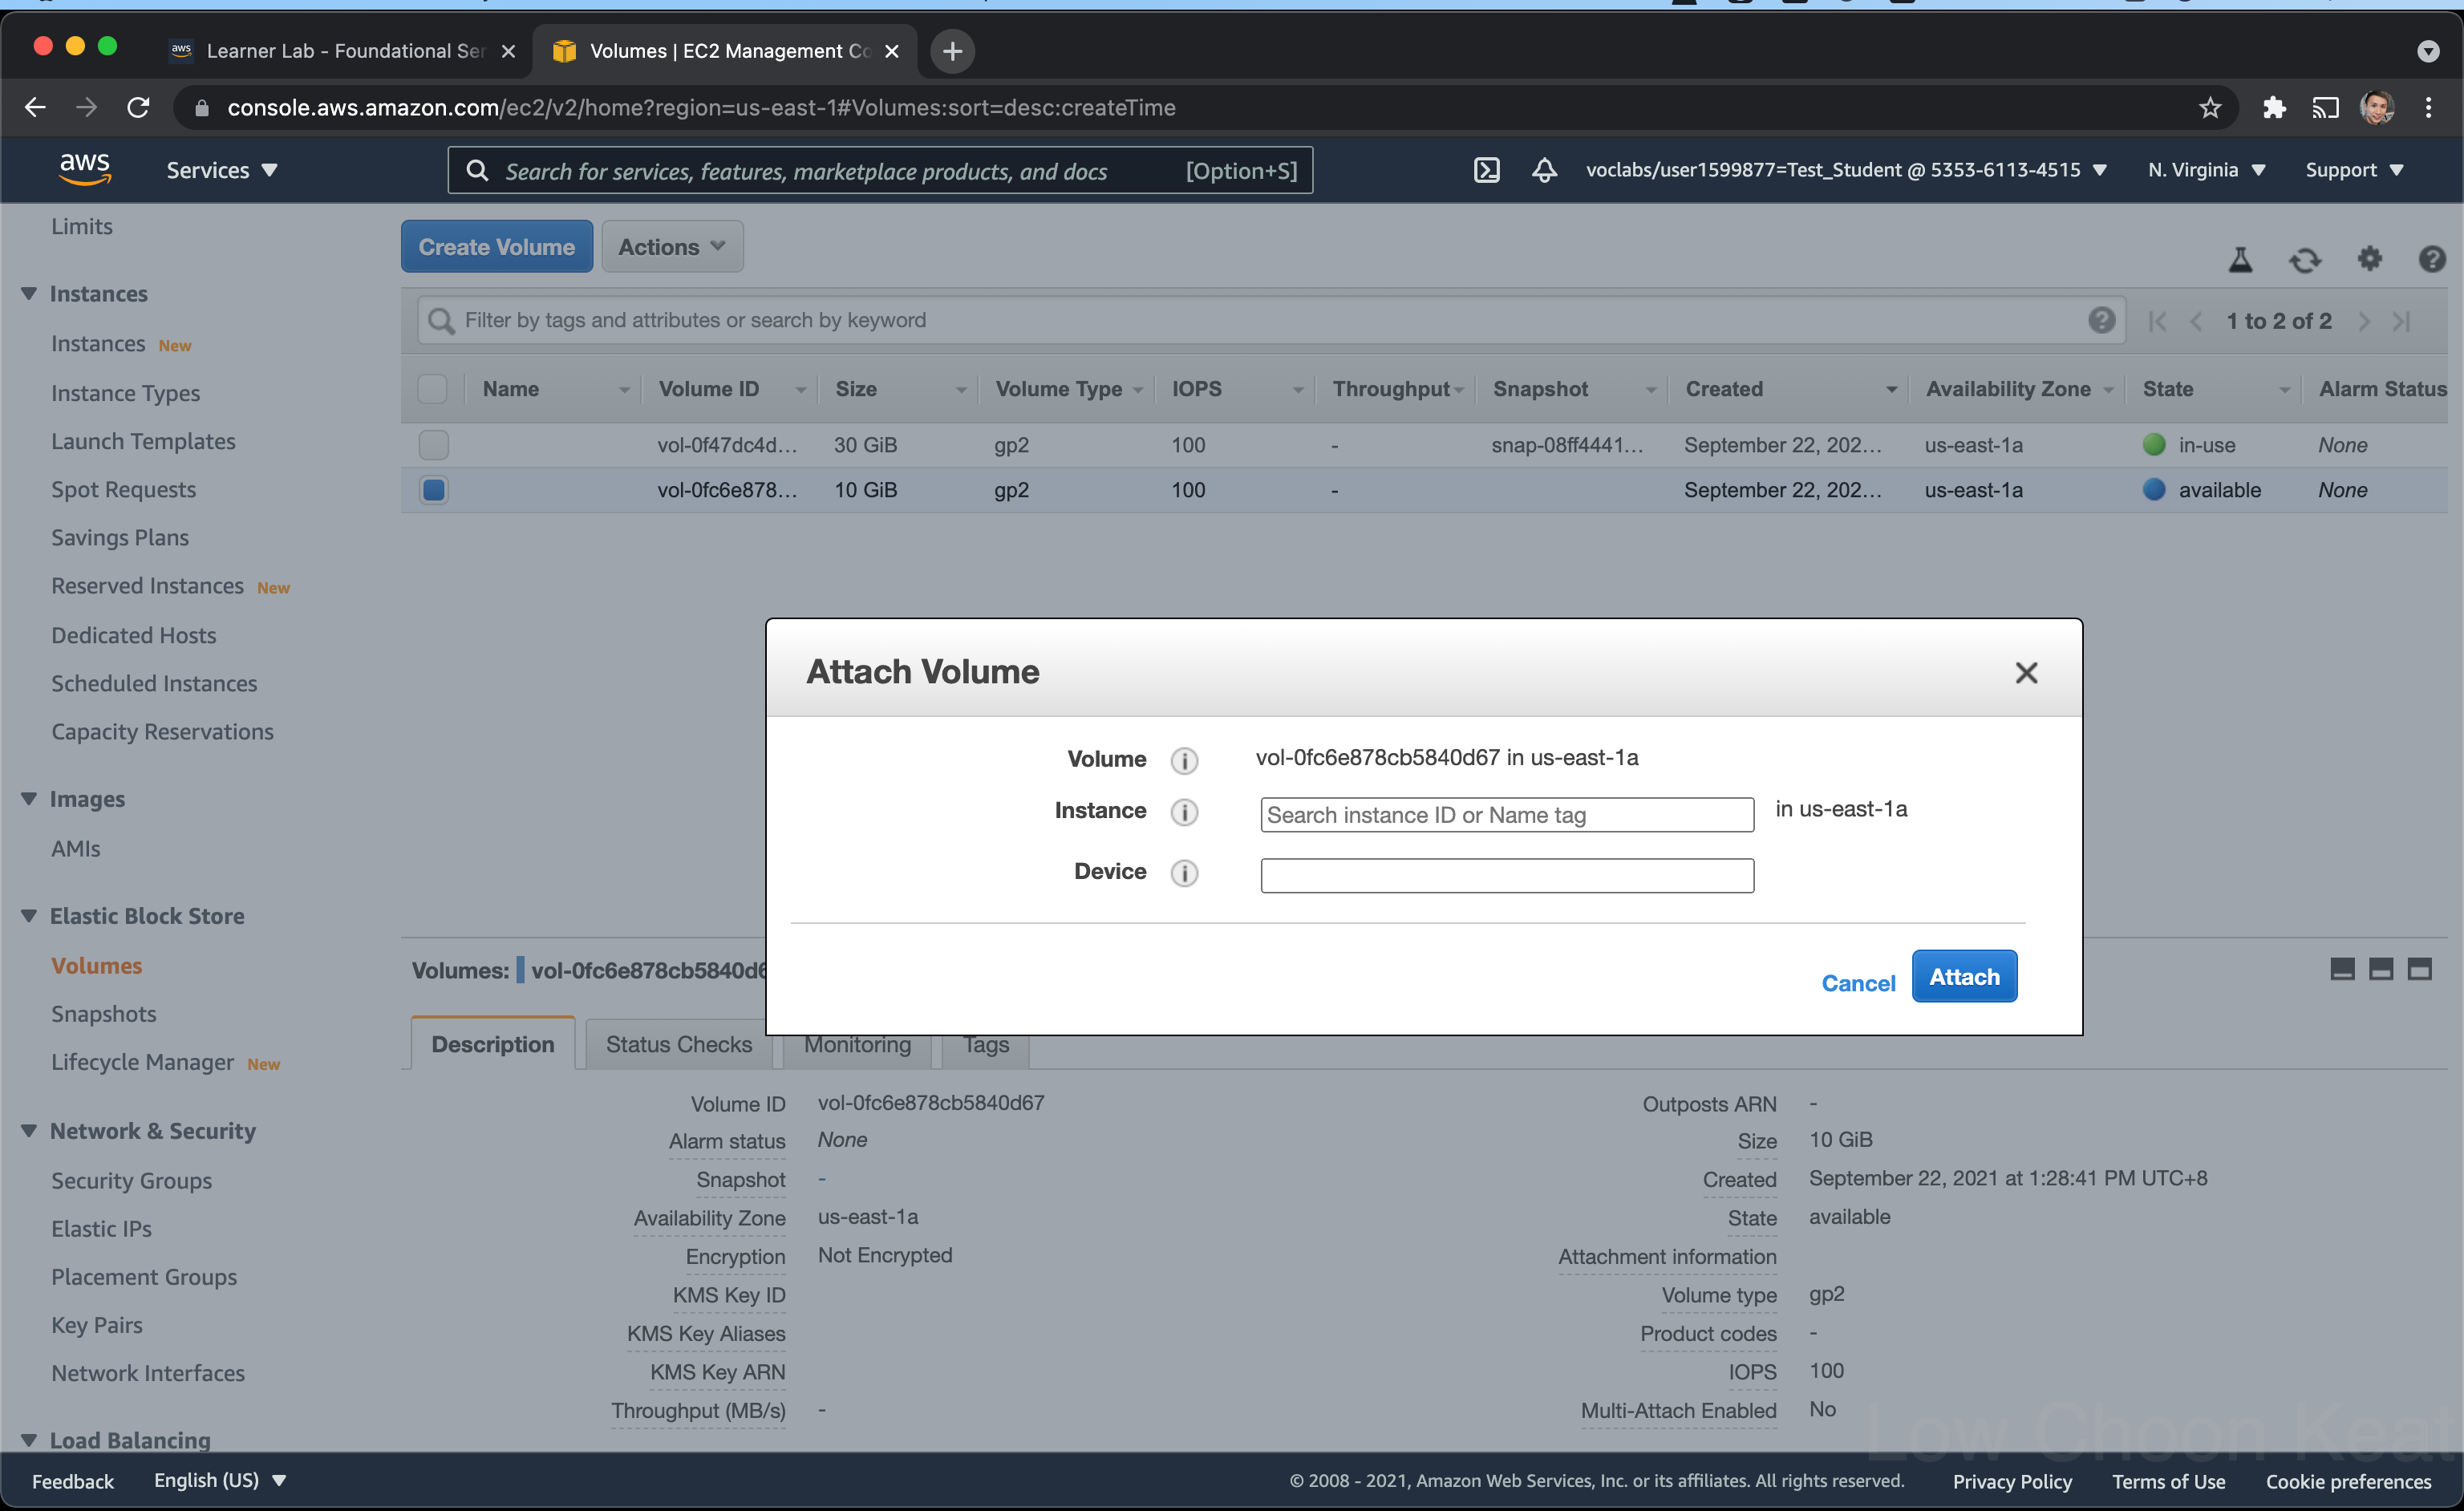 Learner Lab - Foundational Ser
Volumes | EC2 Management Co
console.aws.amazon.com/ec2/v2/home?region=us-east-1#Volumes:sort=desc:createTime
aws
Services
Search for services, features, marketplace products, and docs
[Option+S]
voclabs/user1599877=Test_Student @ 5353-6113-4515
N. Virginia
Support
Limits
Instances
Instances New
Instance Types
Launch Templates
Spot Requests
Savings Plans
Reserved Instances New
Dedicated Hosts
Scheduled Instances
Capacity Reservations
Images
AMIs
Elastic Block Store
Volumes
Snapshots
Lifecycle Manager New
Network & Security
Security Groups
Elastic IPs
Placement Groups
Key Pairs
Network Interfaces
Load Balancing
Create Volume
Actions
Filter by tags and attributes or search by keyword
1 to 2 of 2
Name Volume ID Size Volume Type IOPS Throughput Snapshot Created Availability Zone State Alarm Status
vol-0f47dc4d... 30 GiB gp2 100 - snap-08ff4441... September 22, 202... us-east-1a in-use None
vol-0fc6e878... 10 GiB gp2 100 - September 22, 202... us-east-1a available None
Attach Volume
Volume vol-0fc6e878cb5840d67 in us-east-1a
Instance Search instance ID or Name tag in us-east-1a
Device
Cancel Attach
Volumes: vol-0fc6e878cb5840d6
Description Status Checks Monitoring Tags
Volume ID vol-0fc6e878cb5840d67
Alarm status None
Snapshot -
Availability Zone us-east-1a
Encryption Not Encrypted
KMS Key ID
KMS Key Aliases
KMS Key ARN
Throughput (MB/s) -
Outposts ARN -
Size 10 GiB
Created September 22, 2021 at 1:28:41 PM UTC+8
State available
Attachment information
Volume type gp2
Product codes -
IOPS 100
Multi-Attach Enabled No
Low Choon Keat
Feedback
English (US)
© 2008 - 2021, Amazon Web Services, Inc. or its affiliates. All rights reserved.
Privacy Policy
Terms of Use
Cookie preferences